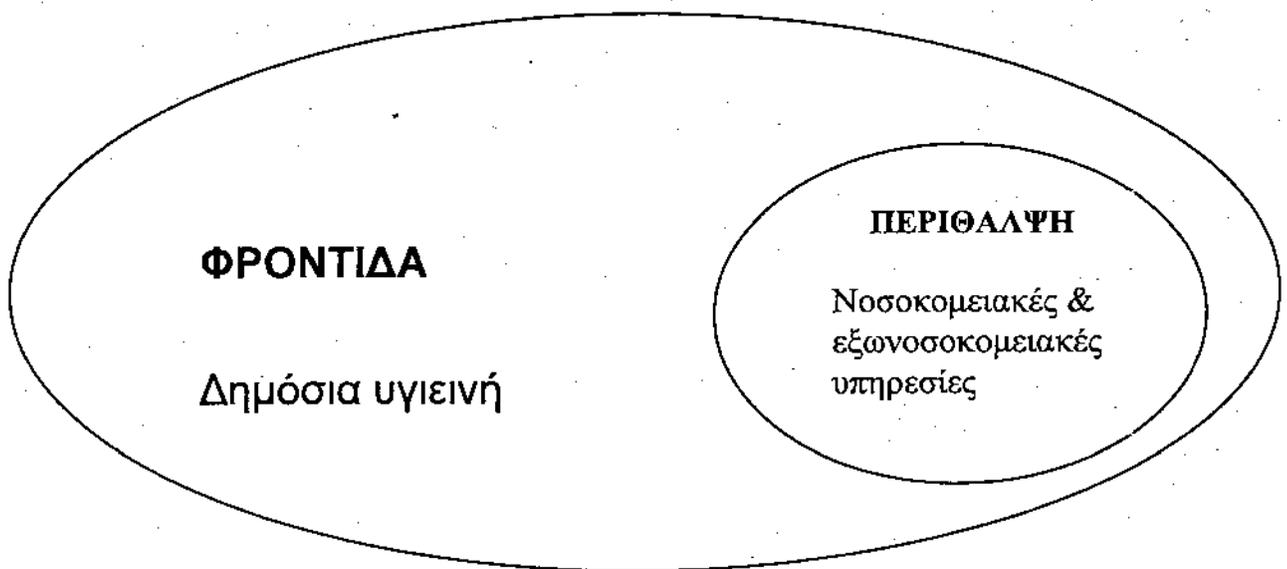 ΦΡΟΝΤΙΔΑ
Δημόσια υγιεινή
ΠΕΡΙΘΑΛΨΗ
Νοσοκομειακές &
εξωνοσοκομειακές
υπηρεσίες